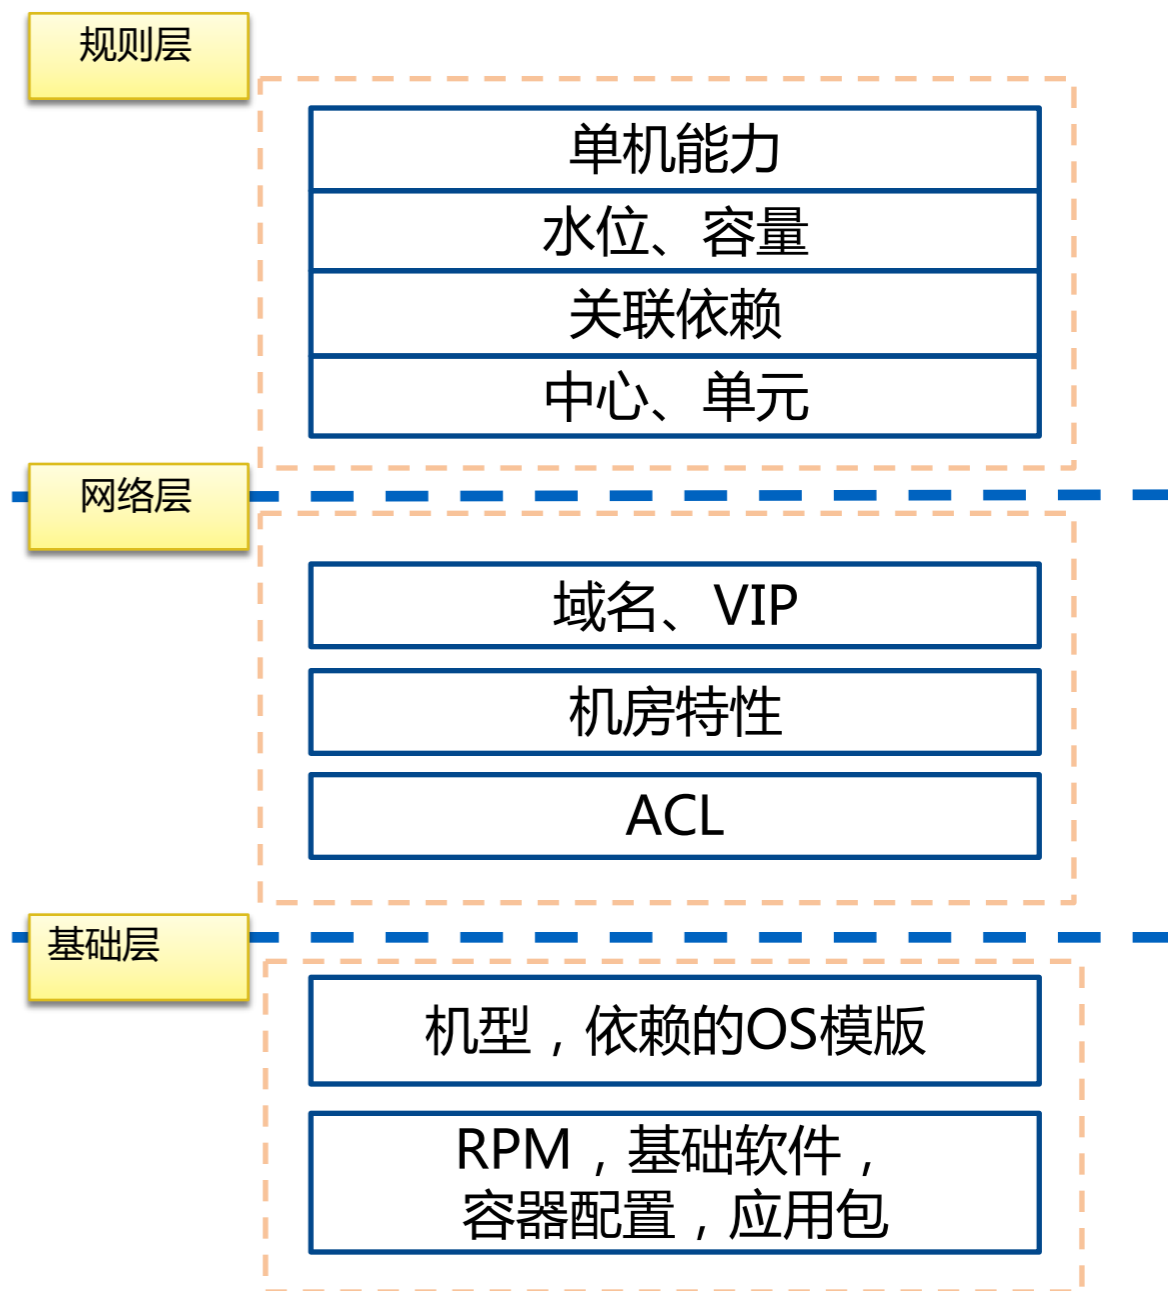 规则层
单机能力
水位、容量
关联依赖
中心、单元
网络层
域名、VIP
机房特性
ACL
基础层
机型，依赖的OS模版
RPM，基础软件，
容器配置，应用包